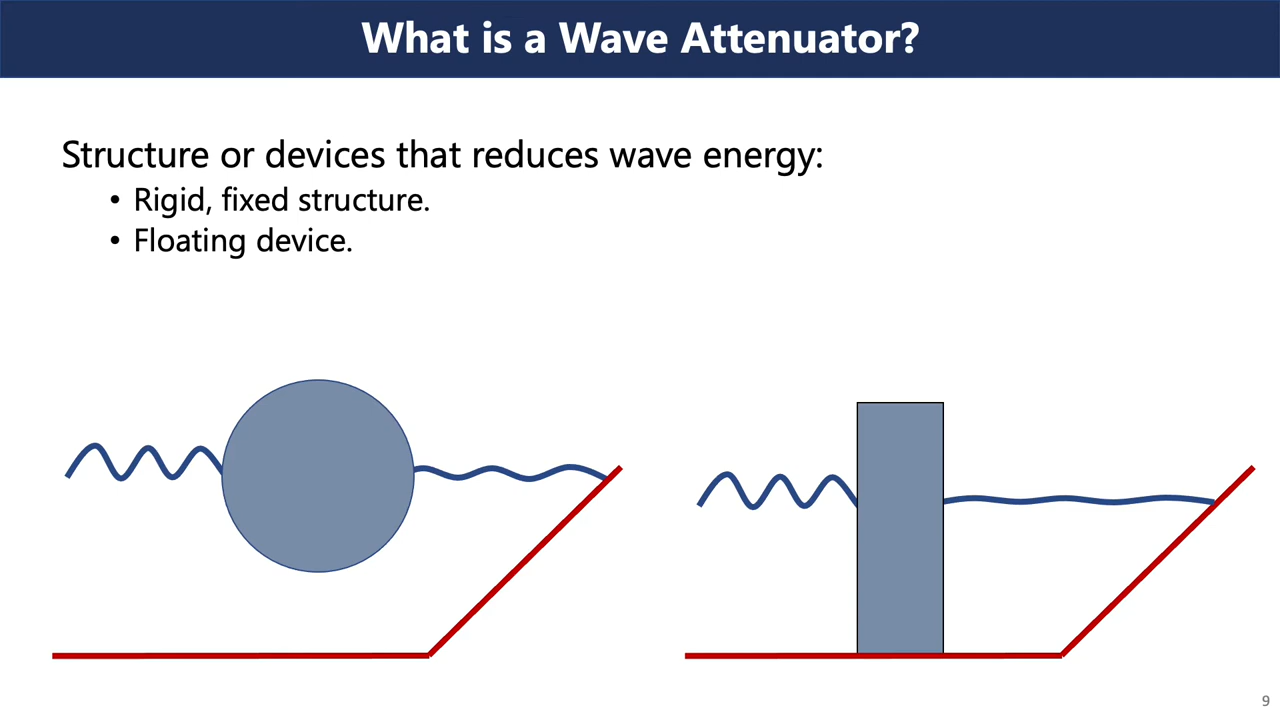 What is a Wave Attenuator?
Structure or devices that reduces wave energy:
• Rigid, fixed structure.
• Floating device.
9